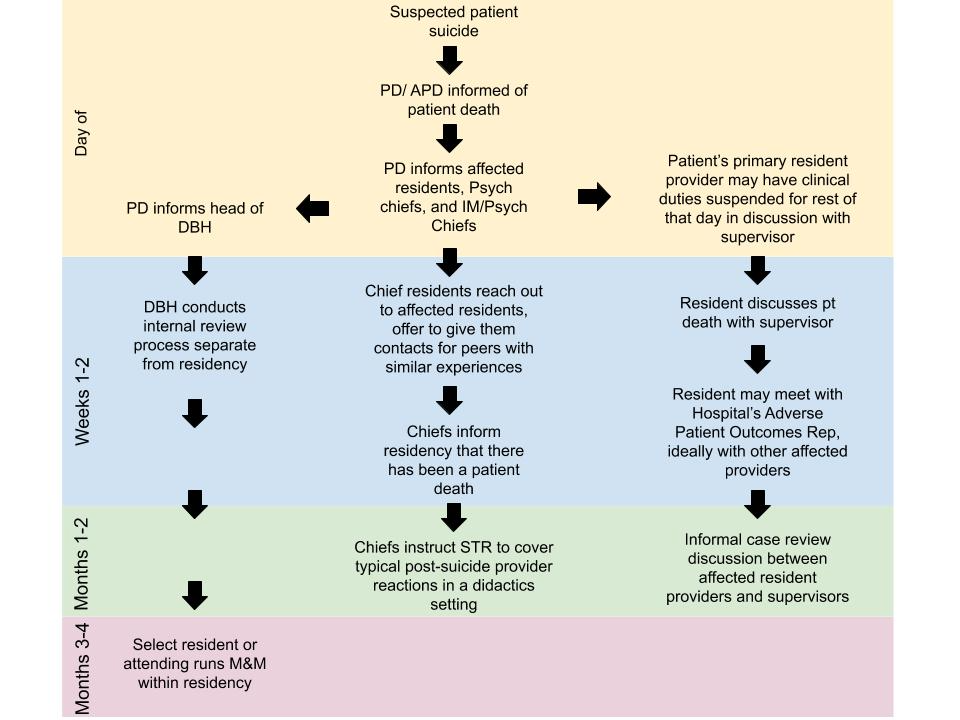 Suspected patient
suicide
PD/ APD informed of
patient death
Day of
PD informs affected
residents, Psych
chiefs, and IM/Psych
Chiefs
PD informs head of
DBH
Patient's primary resident
provider may have clinical
duties suspended for rest of
that day in discussion with
supervisor
Weeks 1-2
DBH conducts
internal review
process separate
from residency
Chief residents reach out
to affected residents,
offer to give them
contacts for peers with
similar experiences
Resident discusses pt
death with supervisor
Chiefs inform
residency that there
has been a patient
death
Resident may meet with
Hospital's Adverse
Patient Outcomes Rep,
ideally with other affected
providers
Months 1-2
Chiefs instruct STR to cover
typical post-suicide provider
reactions in a didactics
setting
Informal case review
discussion between
affected resident
providers and supervisors
Months 3-4
Select resident or
attending runs M&M
within residency